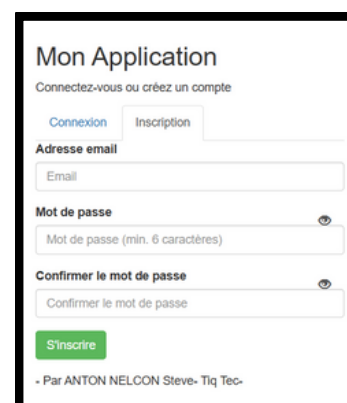 Mon Application
Connectez-vous ou créez un compte
Connexion Inscription
Adresse email
Email
Mot de passe
Mot de passe (min. 6 caractères)
Confirmer le mot de passe
Confirmer le mot de passe
S'inscrire
- Par ANTON NELCON Steve- Tiq Tec-